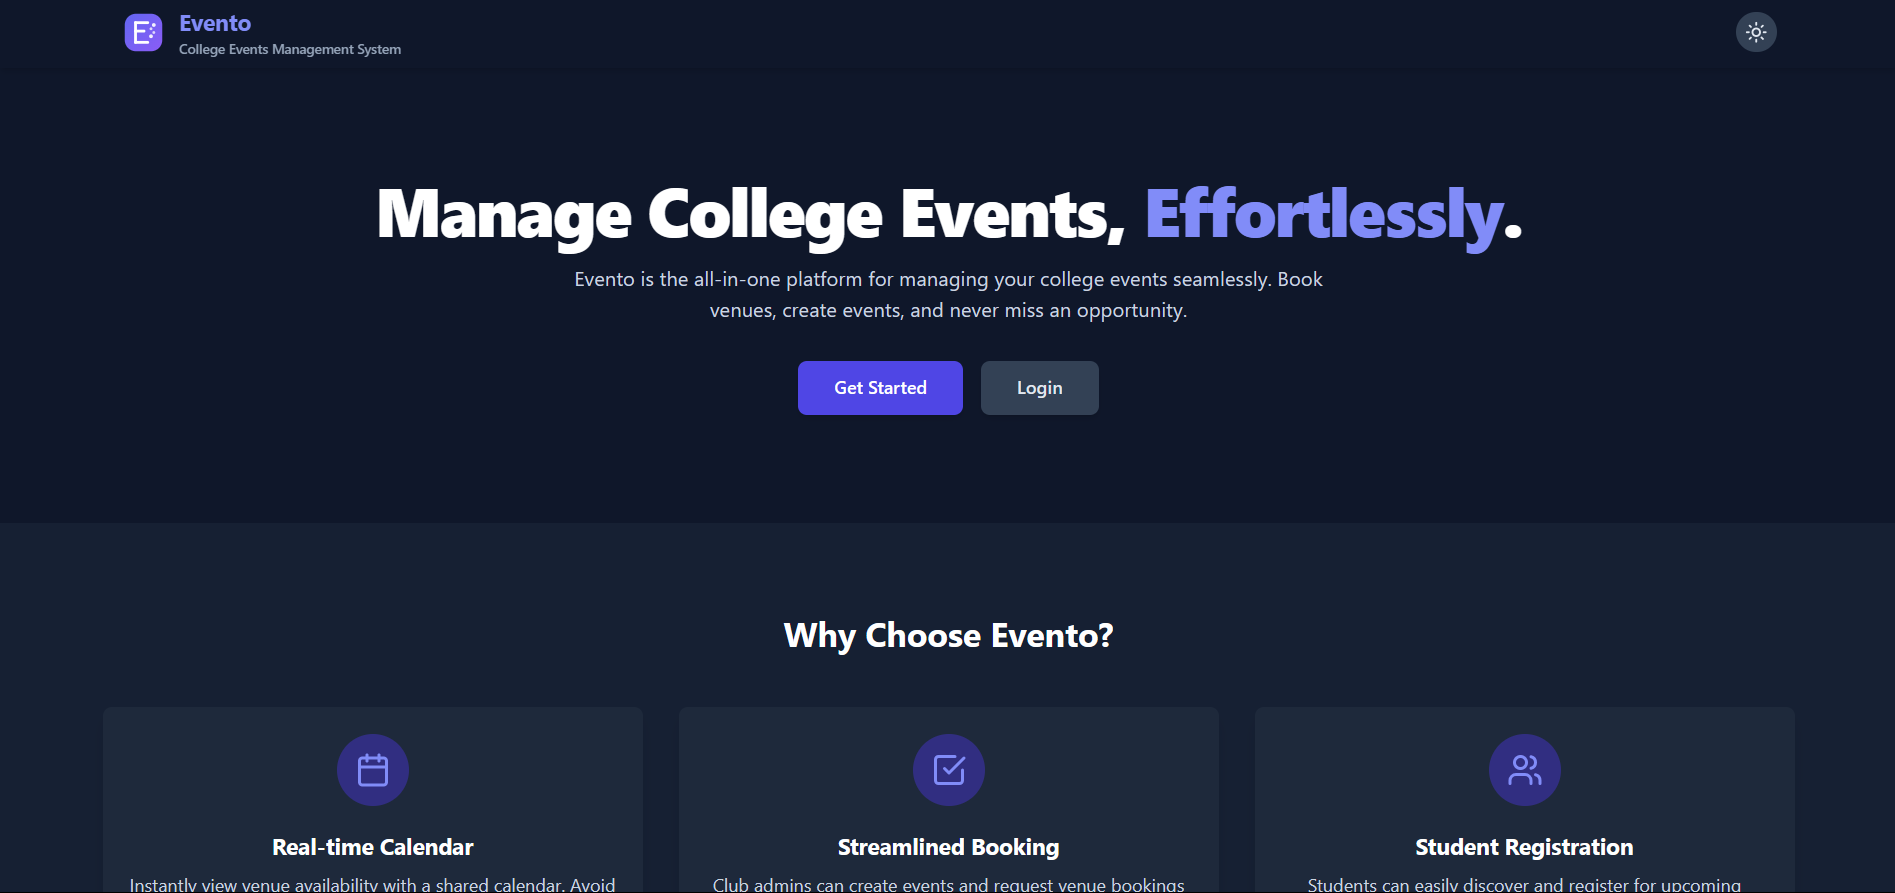 Evento
College Events Management System
Manage College Events, Effortlessly.
Evento is the all-in-one platform for managing your college events seamlessly. Book
venues, create events, and never miss an opportunity.
Get Started
Login
Why Choose Evento?
Real-time Calendar
Streamlined Booking
Student Registration
Instantly view venue availability with a shared calendar. Avoid
Club admins can create events and request venue bookings
Students can easily discover and register for upcoming